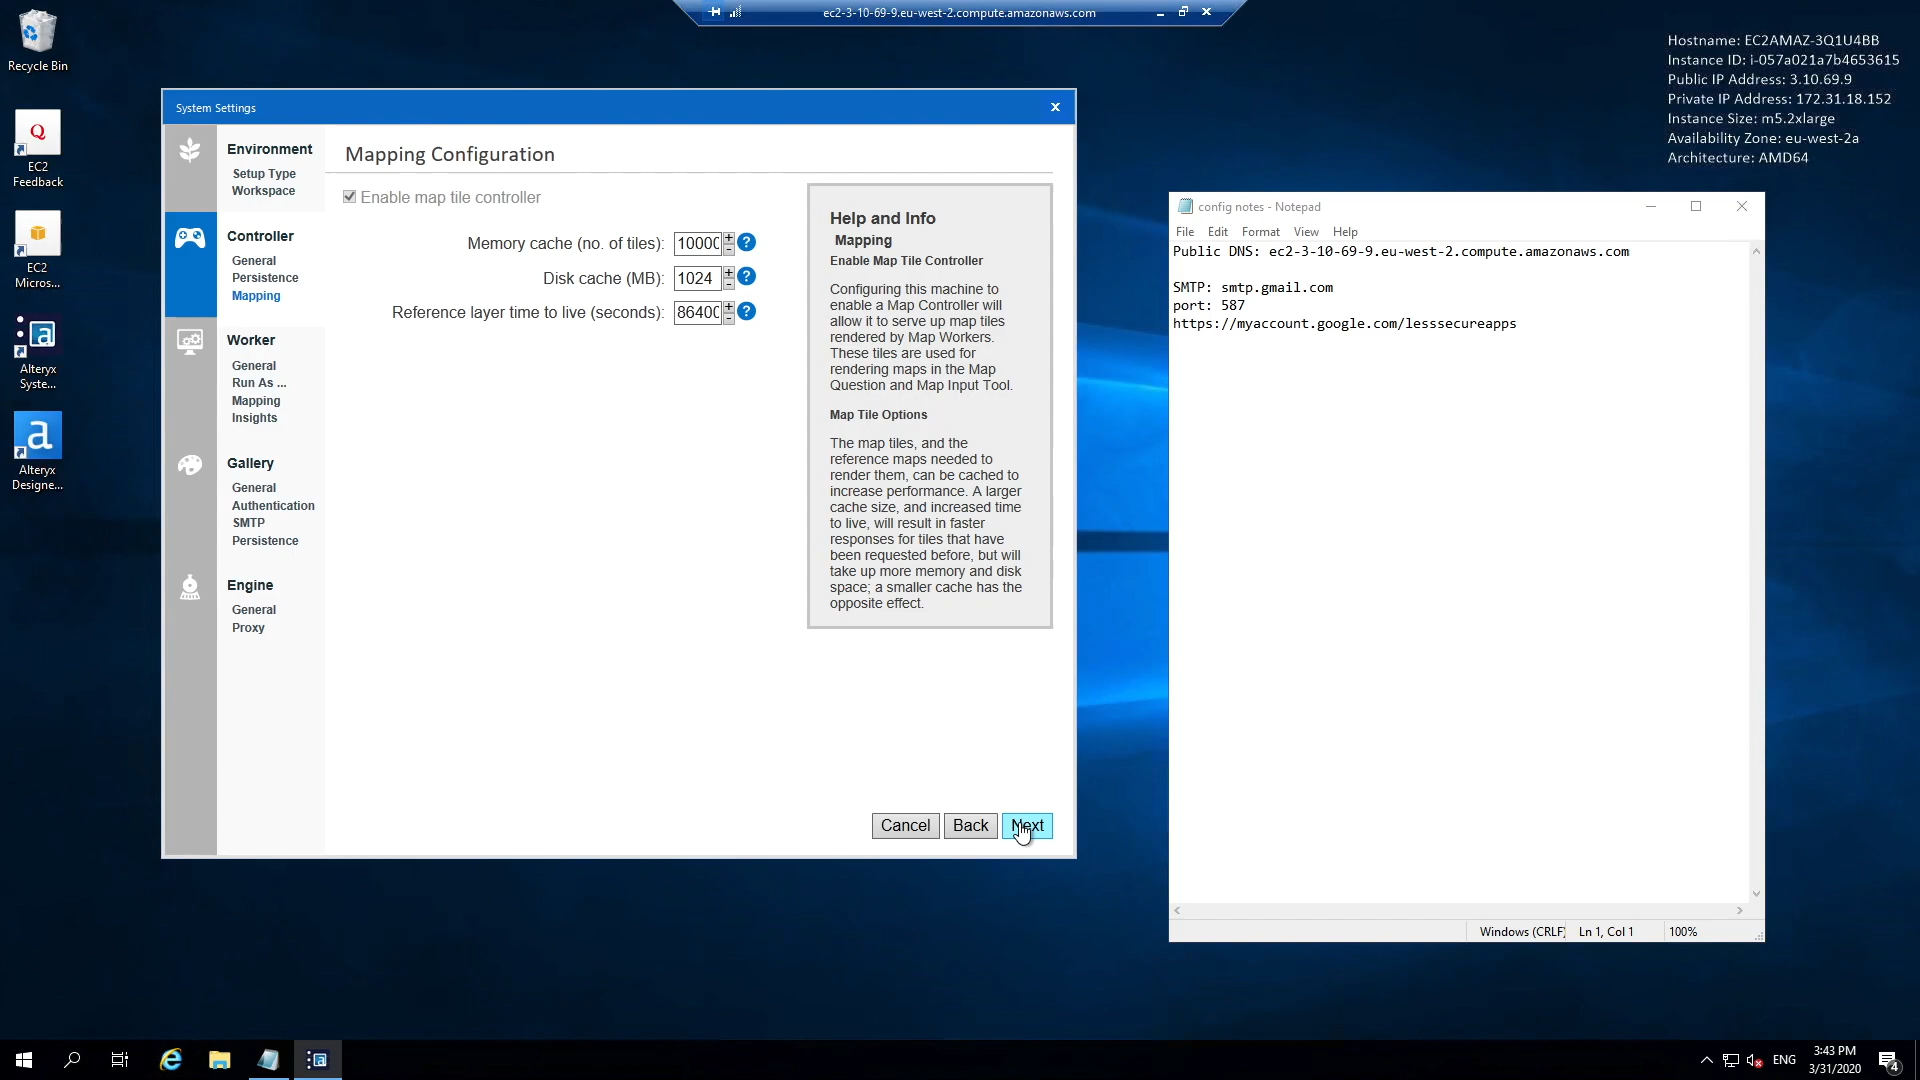 ec2-3-10-69-9.eu-west-2.compute.amazonaws.com
Recycle Bin
EC2
Feedback
EC2
Micros...
Alteryx
Syste...
Alteryx
Designe...
Hostname: EC2AMAZ-3Q1U4BB
Instance ID: i-057a021a7b4653615
Public IP Address: 3.10.69.9
Private IP Address: 172.31.18.152
Instance Size: m5.2xlarge
Availability Zone: eu-west-2a
Architecture: AMD64
System Settings
Environment
Setup Type
Workspace
Controller
General
Persistence
Mapping
Worker
General
Run As ...
Mapping
Insights
Gallery
General
Authentication
SMTP
Persistence
Engine
General
Proxy
Mapping Configuration
Enable map tile controller
Memory cache (no. of tiles): 10000
Disk cache (MB): 1024
Reference layer time to live (seconds): 86400
Help and Info
Mapping
Enable Map Tile Controller
Configuring this machine to
enable a Map Controller will
allow it to serve up map tiles
rendered by Map Workers.
These tiles are used for
rendering maps in the Map
Question and Map Input Tool.
Map Tile Options
The map tiles, and the
reference maps needed to
render them, can be cached to
increase performance. A larger
cache size, and increased time
to live, will result in faster
responses for tiles that have
been requested before, but will
take up more memory and disk
space; a smaller cache has the
opposite effect.
Cancel Back Next
config notes - Notepad
File Edit Format View Help
Public DNS: ec2-3-10-69-9.eu-west-2.compute.amazonaws.com
SMTP: smtp.gmail.com
port: 587
https://myaccount.google.com/lesssecureapps
Windows (CRLF) Ln 1, Col 1 100%
ENG
3:43 PM
3/31/2020
4